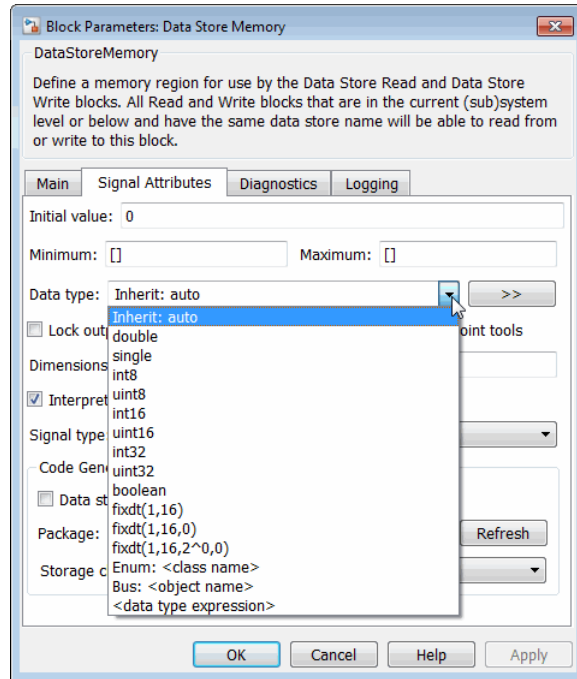 Block Parameters: Data Store Memory
DataStoreMemory
Define a memory region for use by the Data Store Read and Data Store
Write blocks. All Read and Write blocks that are in the current (sub)system
level or below and have the same data store name will be able to read from
or write to this block.
Main Signal Attributes Diagnostics Logging
Initial value: 0
Minimum: [] Maximum: []
Data type: Inherit: auto >>
Inherit: auto
Lock oint tools
double
single
Dimensions
int8
uint8
Interpret
int16
Signal type uint16
int32
Code uint32
boolean
Data
fixdt(1,16)
Package: fixdt(1,16,0) Refresh
fixdt(1,16,2^0,0)
Enum: <class name>
Storage
Bus: <object name>
<data type expression>
OK Cancel Help Apply